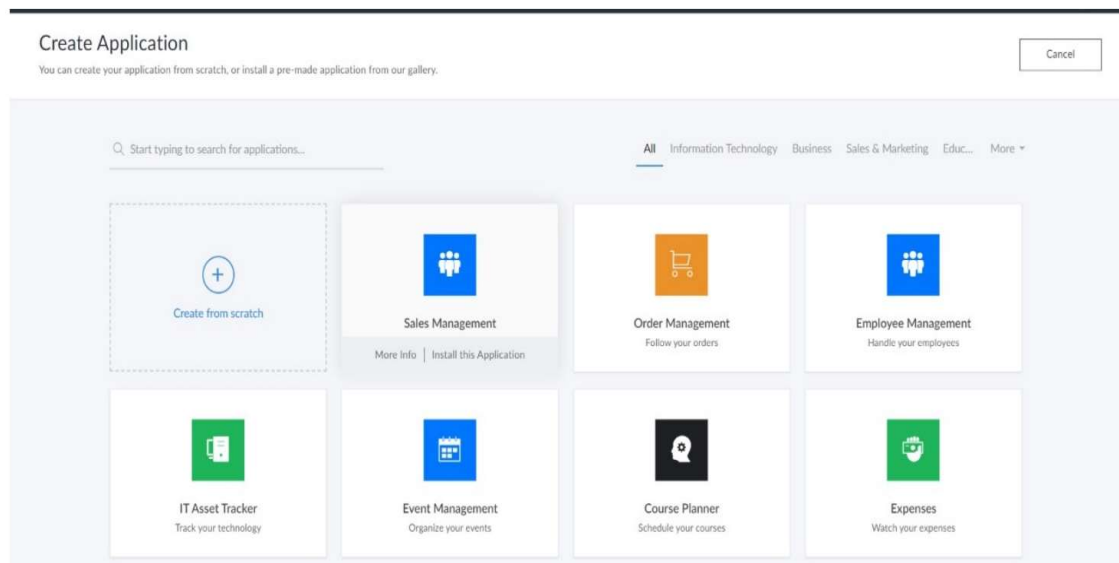 Create Application
Cancel
You can create your application from scratch, or install a pre-made application from our gallery.
Start typing to search for applications...
All Information Technology Business Sales & Marketing Educ... More
Create from scratch
Sales Management
More Info | Install this Application
Order Management
Follow your orders
Employee Management
Handle your employees
IT Asset Tracker
Track your technology
Event Management
Organize your events
Course Planner
Schedule your courses
Expenses
Watch your expenses